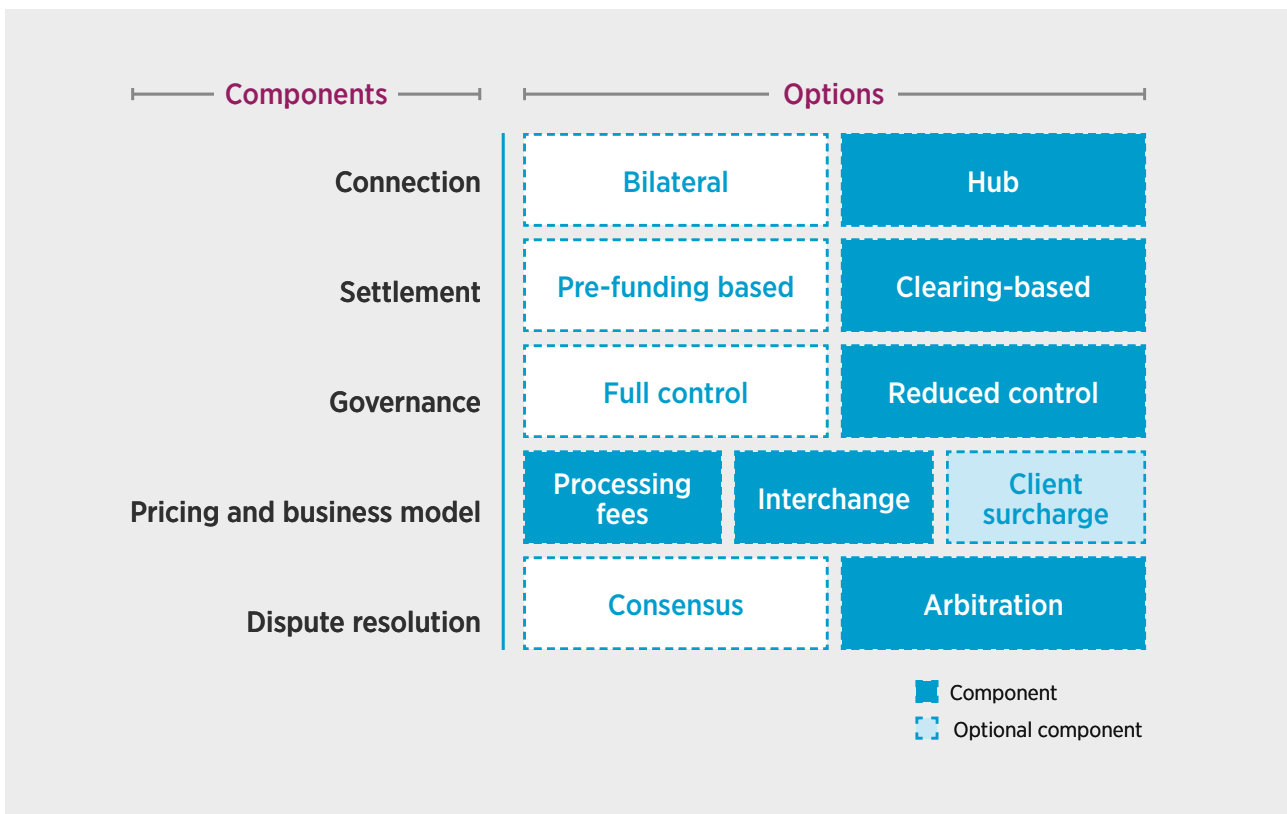 Components
Options
Connection
Bilateral
Hub
Settlement
Pre-funding based
Clearing-based
Governance
Full control
Reduced control
Pricing and business model
Processing
fees
Interchange
Client
surcharge
Dispute resolution
Consensus
Arbitration
Component
Optional component